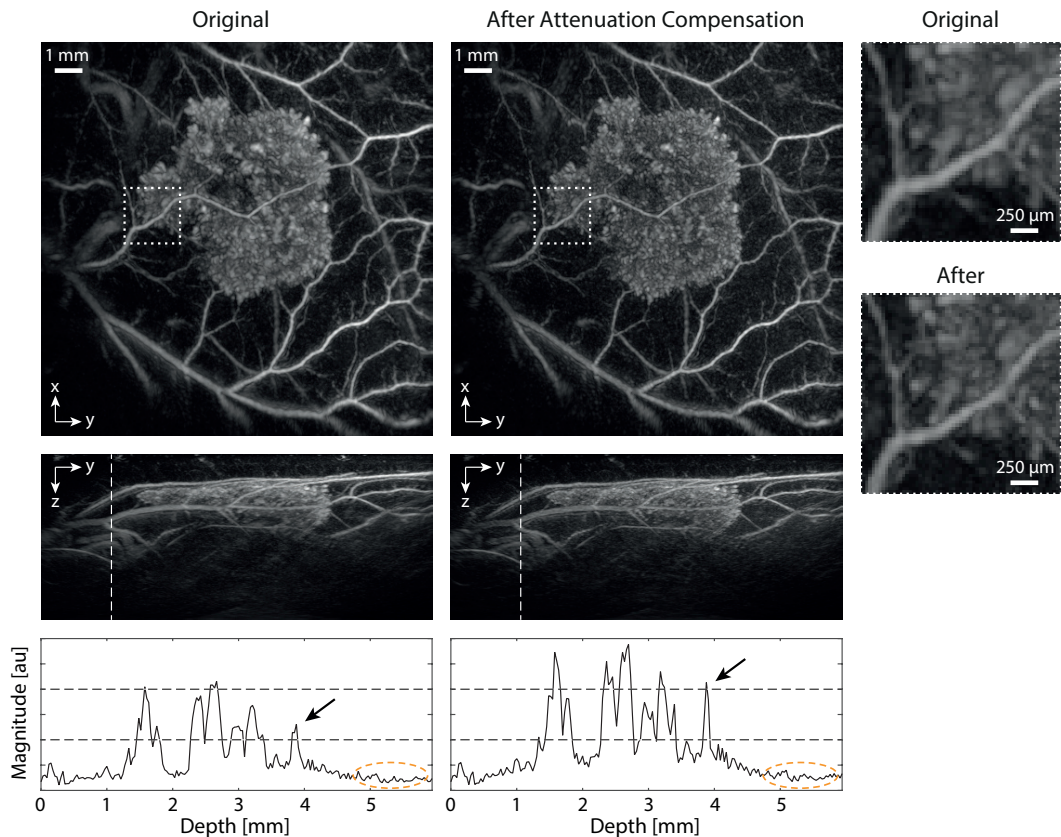 Original
After Attenuation Compensation
Original
1 mm
1 mm
250 µm
After
x
y
x
y
250 µm
y
z
y
z
Magnitude [au]
0 1 2 3 4 5
Depth [mm]
0 1 2 3 4 5
Depth [mm]